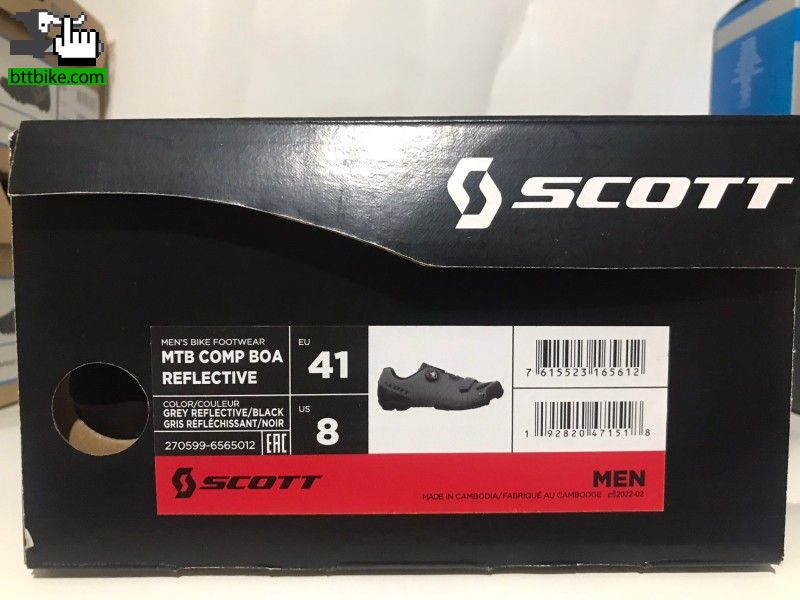 bttbike.com
SCOTT
MEN'S BIKE FOOTWEAR
MTB COMP BOA
REFLECTIVE
COLOR/COULEUR
GREY REFLECTIVE/BLACK
GRIS RÉFLÉCHISSANT/NOIR
270599-6565012 EAC
EU
41
US
8
SCOTT
7 615523 165612
1 92820 47151 8
SCOTT
MEN
MADE IN CAMBODIA/FABRIQUÉ AU CAMBODGE 2022-02